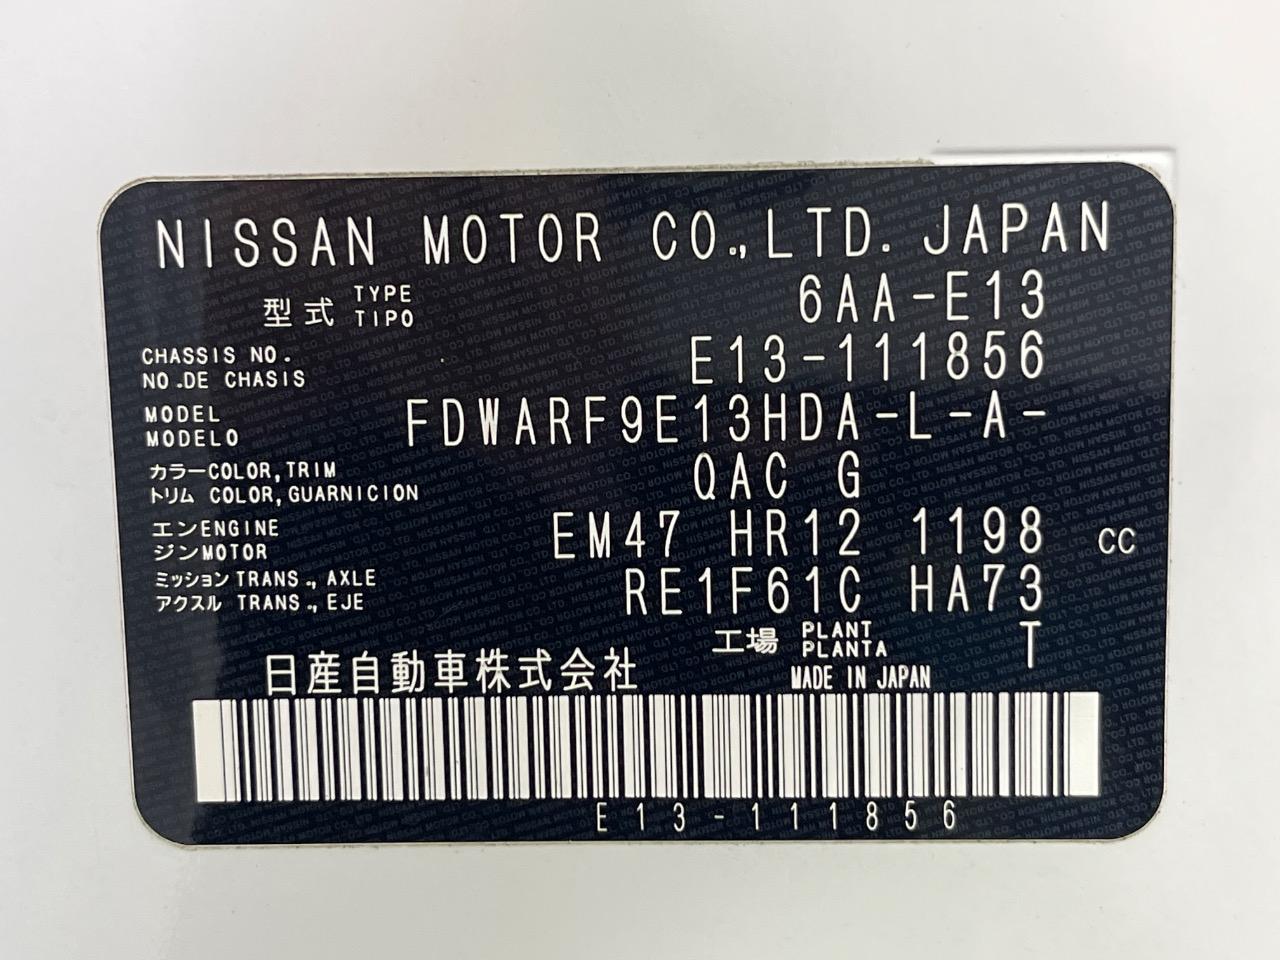 NISSAN MOTOR CO., LTD. JAPAN
型式 TYPE TIPO 6AA-E13
CHASSIS NO. E13-111856
NO.DE CHASIS
MODEL FDWARF9E13HDA-L-A-
MODELO
カラーCOLOR,TRIM QAC G
トリム COLOR,GUARNICION
エンENGINE EM47 HR12 1198 CC
ジンMOTOR
ミッションTRANS.,AXLE RE1F61C HA73
アクスル TRANS.,EJE
工場 PLANT PLANTA T
日産自動車株式会社 MADE IN JAPAN
E13-111856